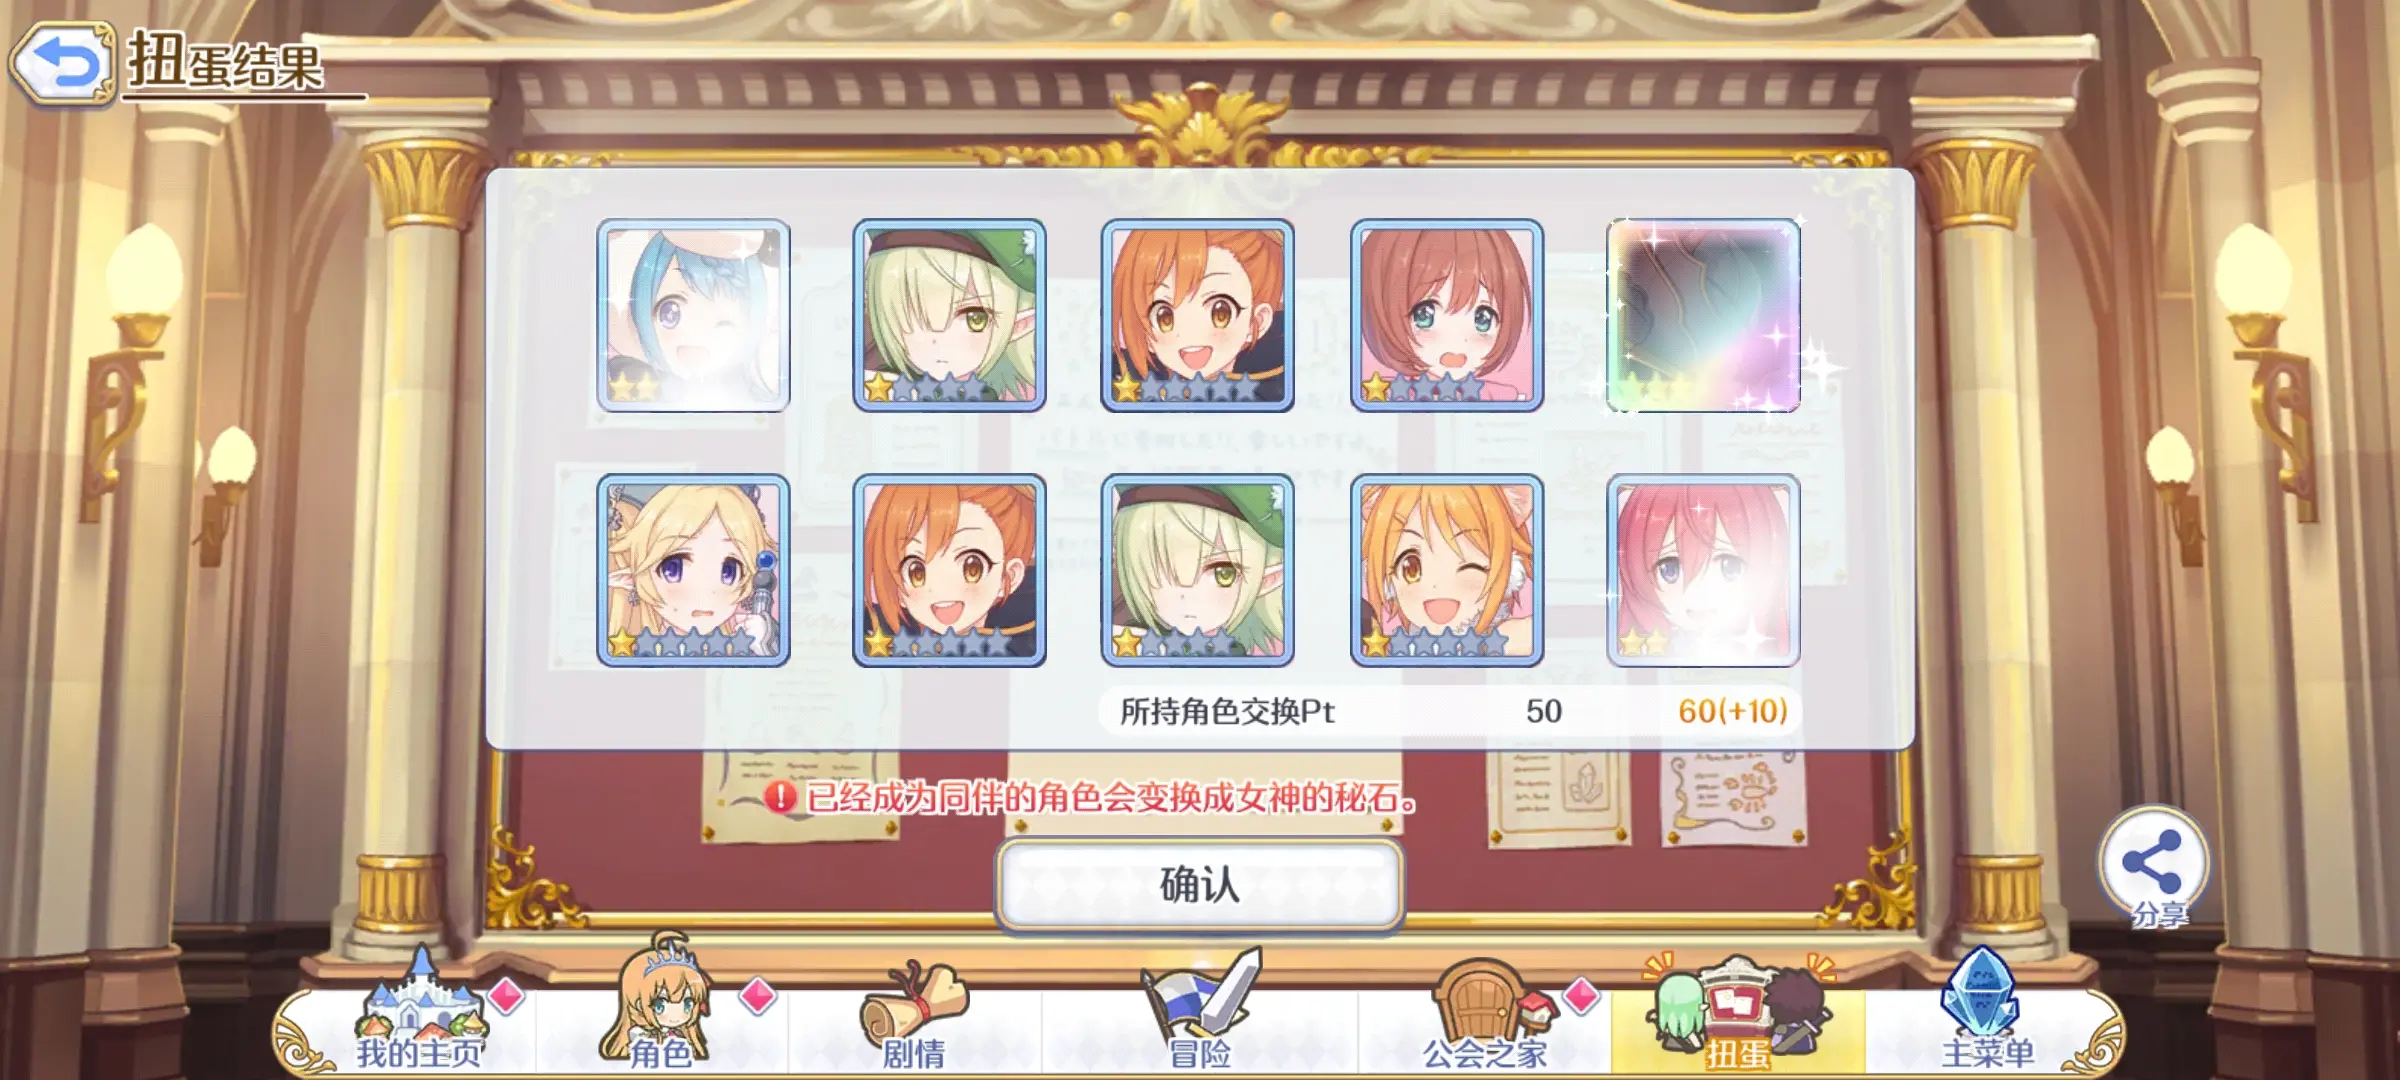 扭蛋结果
所持角色交换Pt 50 60(+10)
已经成为同伴的角色会变换成女神的秘石。
确认
分享
我的主页
角色
剧情
冒险
公会之家
扭蛋
主菜单